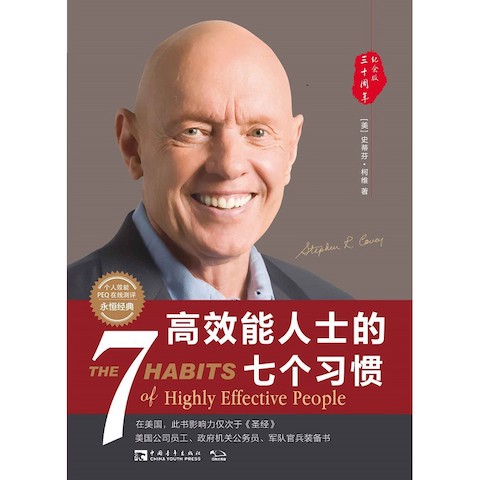 纪念版
三十周年
[美] 史蒂芬·柯维 著
Stephen R. Covey
个人效能
PEQ在线测评
永恒经典
高效能人士的
THE 7 HABITS 七个习惯
of Highly Effective People
在美国，此书影响力仅次于《圣经》
美国公司员工、政府机关公务员、军队官兵装备书
中国青年出版社
CHINA YOUTH PRESS